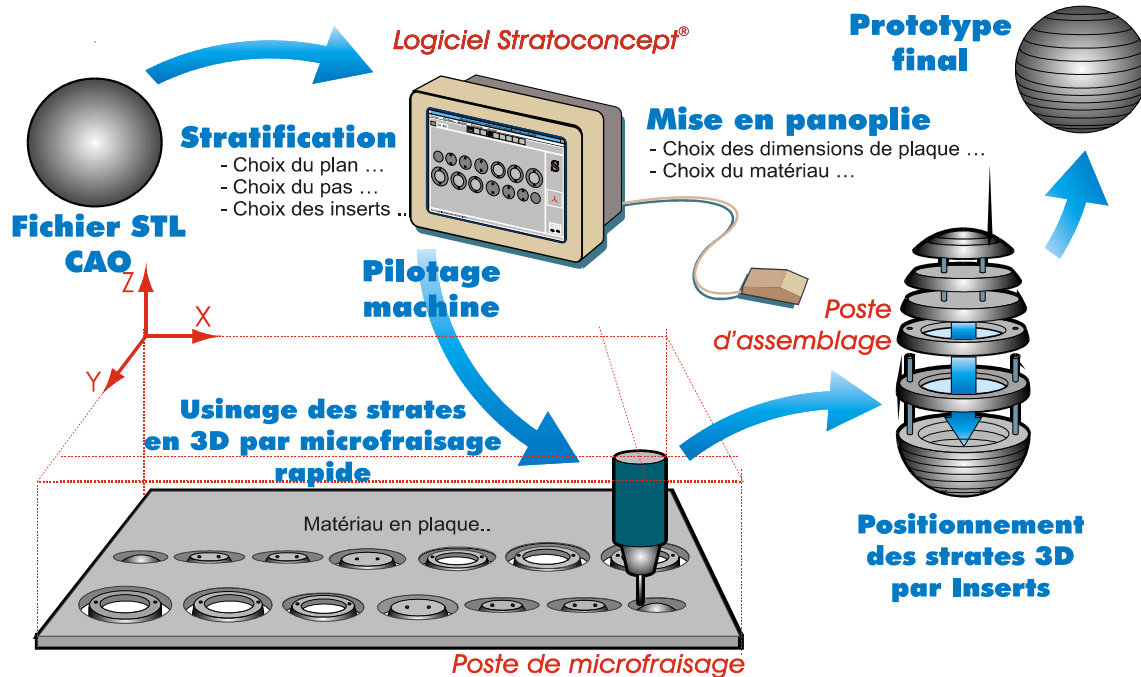 Logiciel Stratoconcept®
Prototype
final
Stratification
- Choix du plan …
- Choix du pas …
- Choix des inserts ..
Mise en panoplie
- Choix des dimensions de plaque …
- Choix du matériau …
Fichier STL
CAO
Z
X
Y
Pilotage
machine
Poste
d'assemblage
Usinage des strates
en 3D par microfraisage
rapide
Matériau en plaque..
Positionnement
des strates 3D
par Inserts
Poste de microfraisage